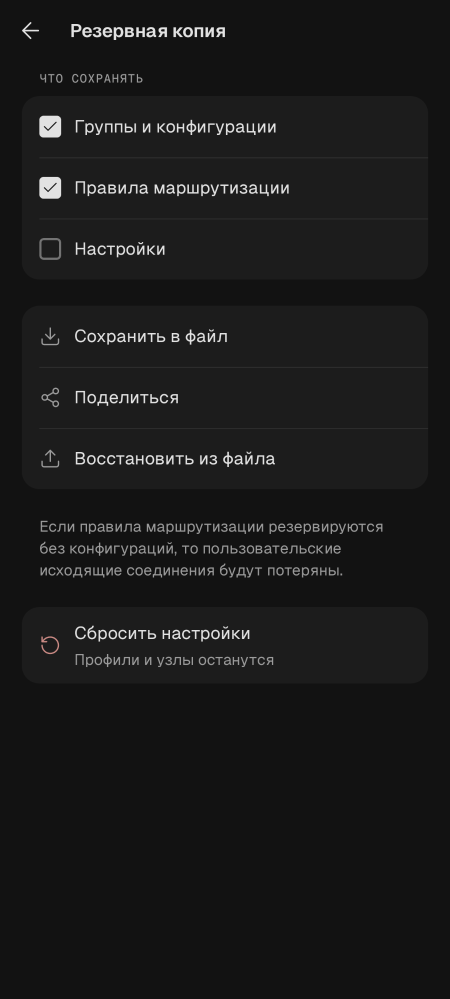 Резервная копия
ЧТО СОХРАНЯТЬ
Группы и конфигурации
Правила маршрутизации
Настройки
Сохранить в файл
Поделиться
Восстановить из файла
Если правила маршрутизации резервируются
без конфигураций, то пользовательские
исходящие соединения будут потеряны.
Сбросить настройки
Профили и узлы останутся